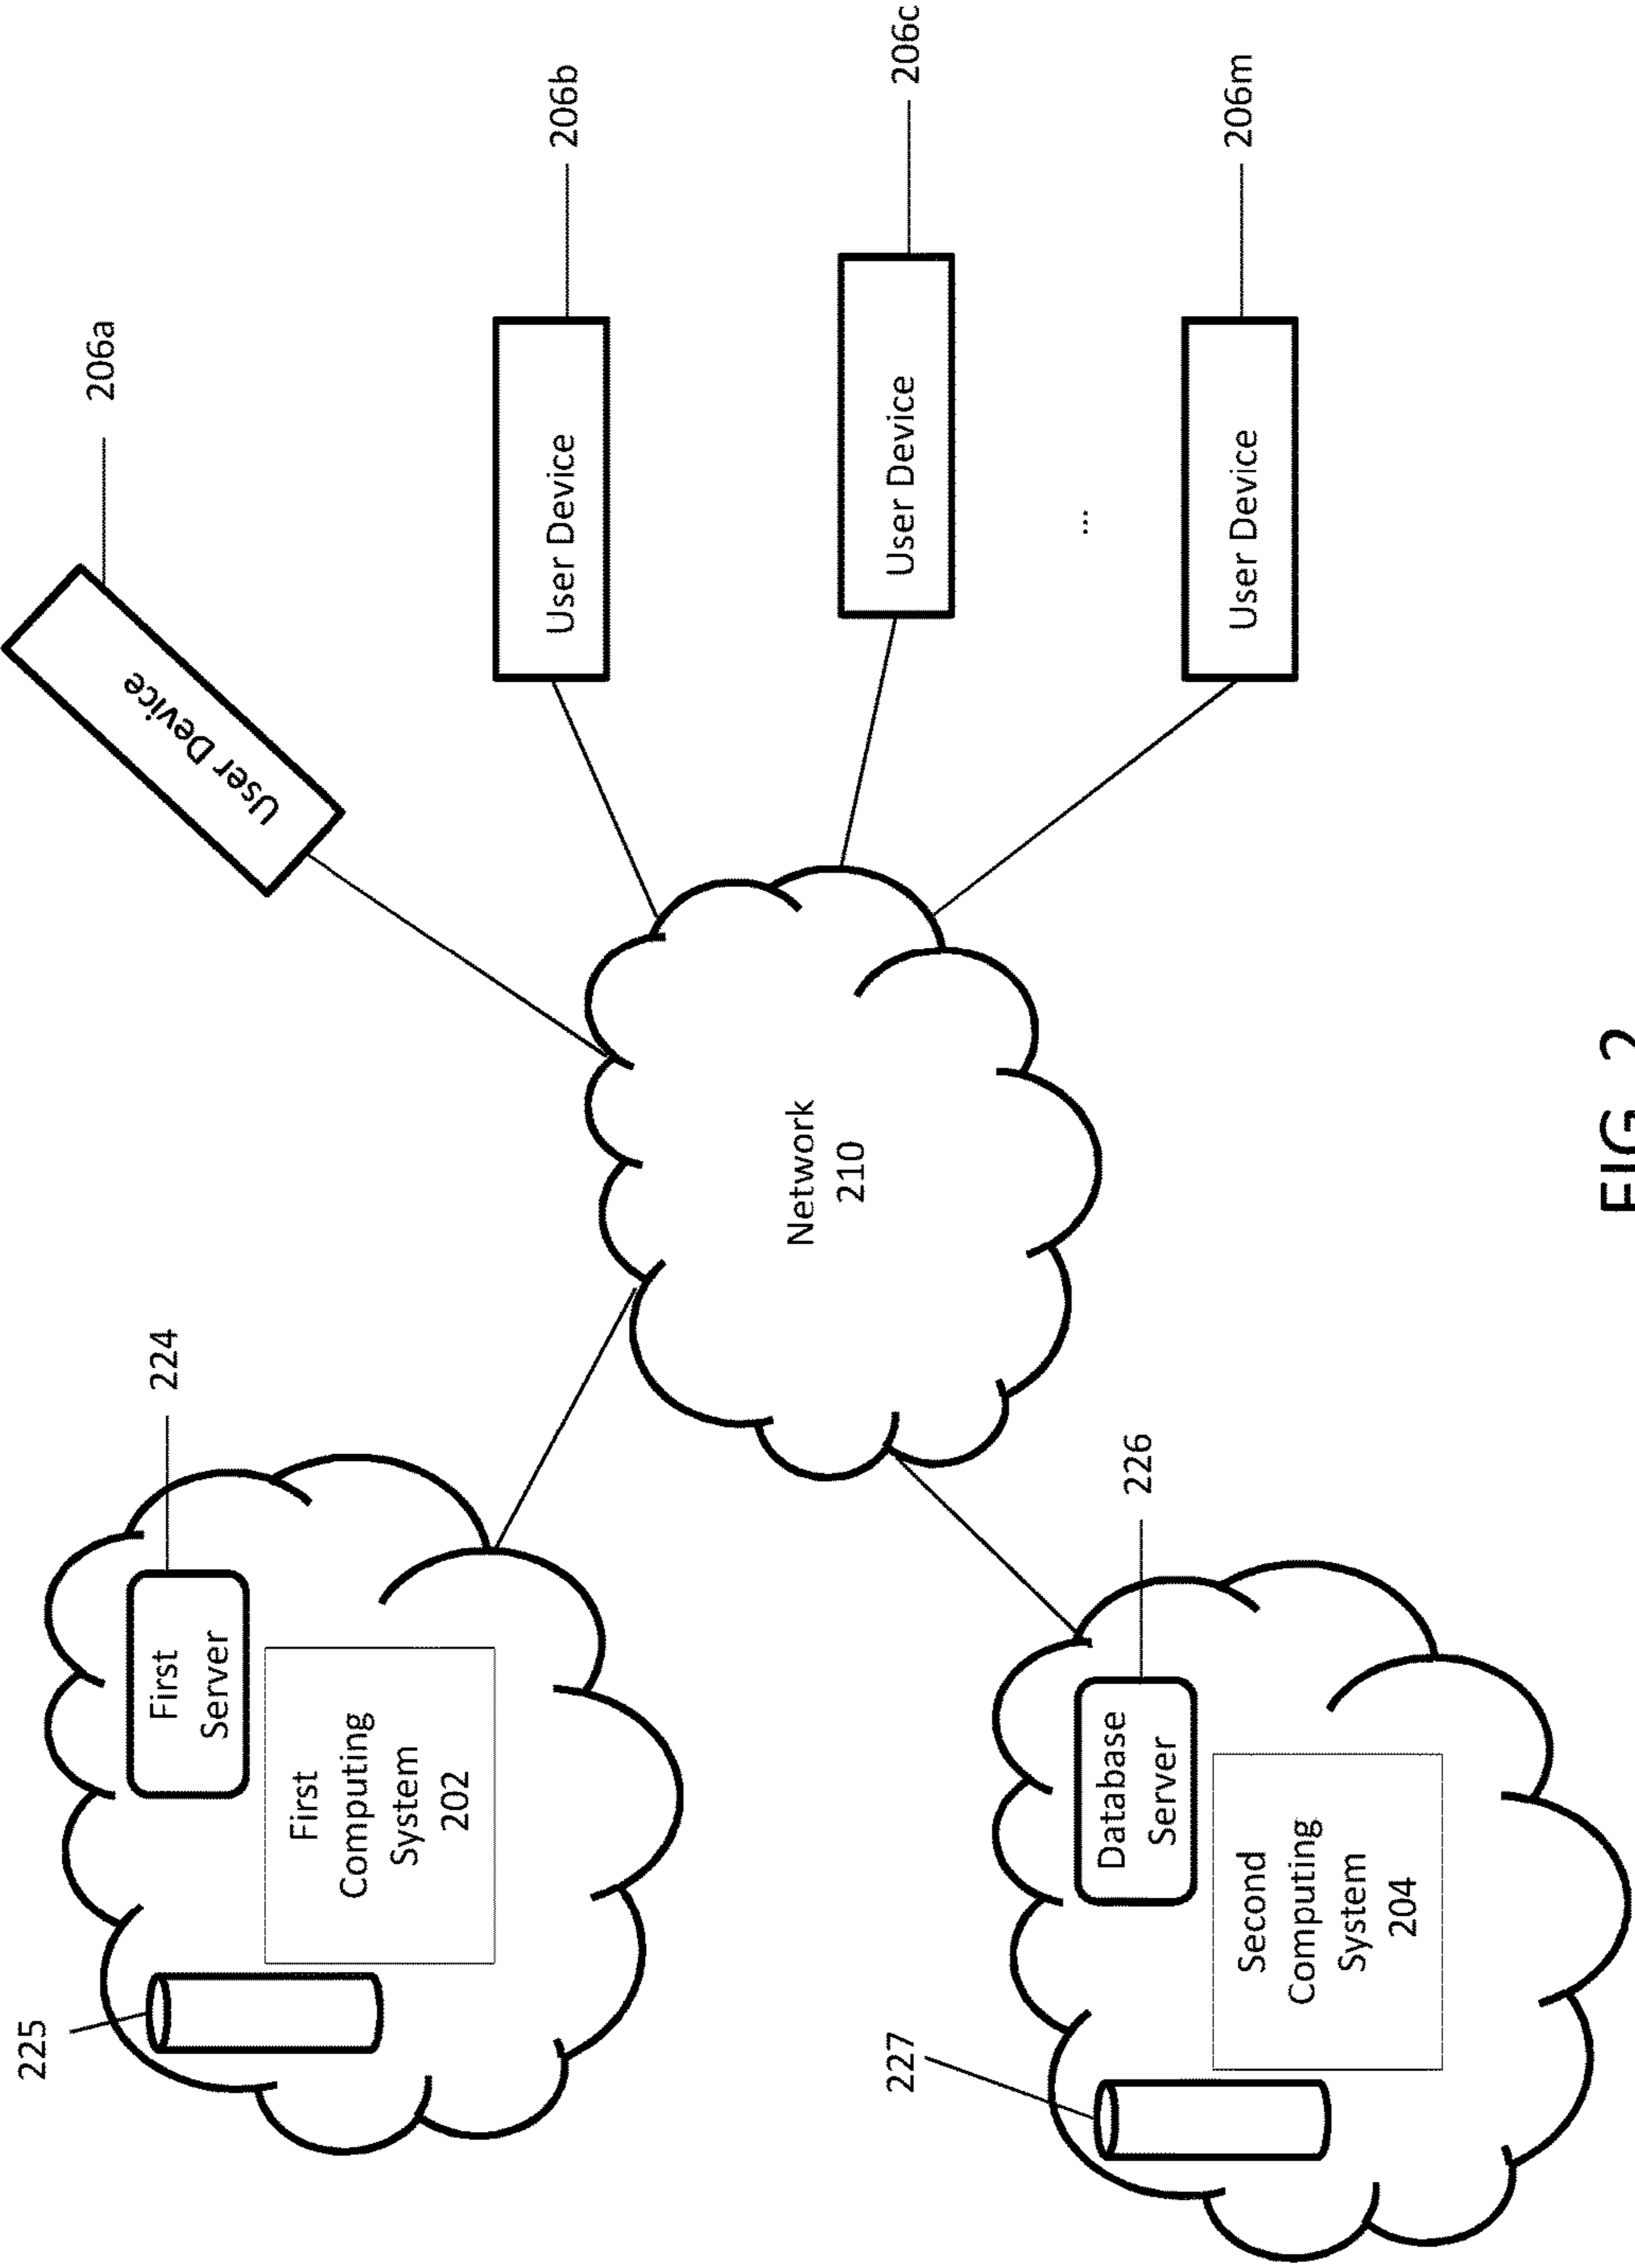 225
First
Server
224
First
Computing
System
202
227
Database
Server
226
Second
Computing
System
204
Network
210
User Device
206a
User Device
206b
User Device
206c
...
User Device
206m
FIG. 2